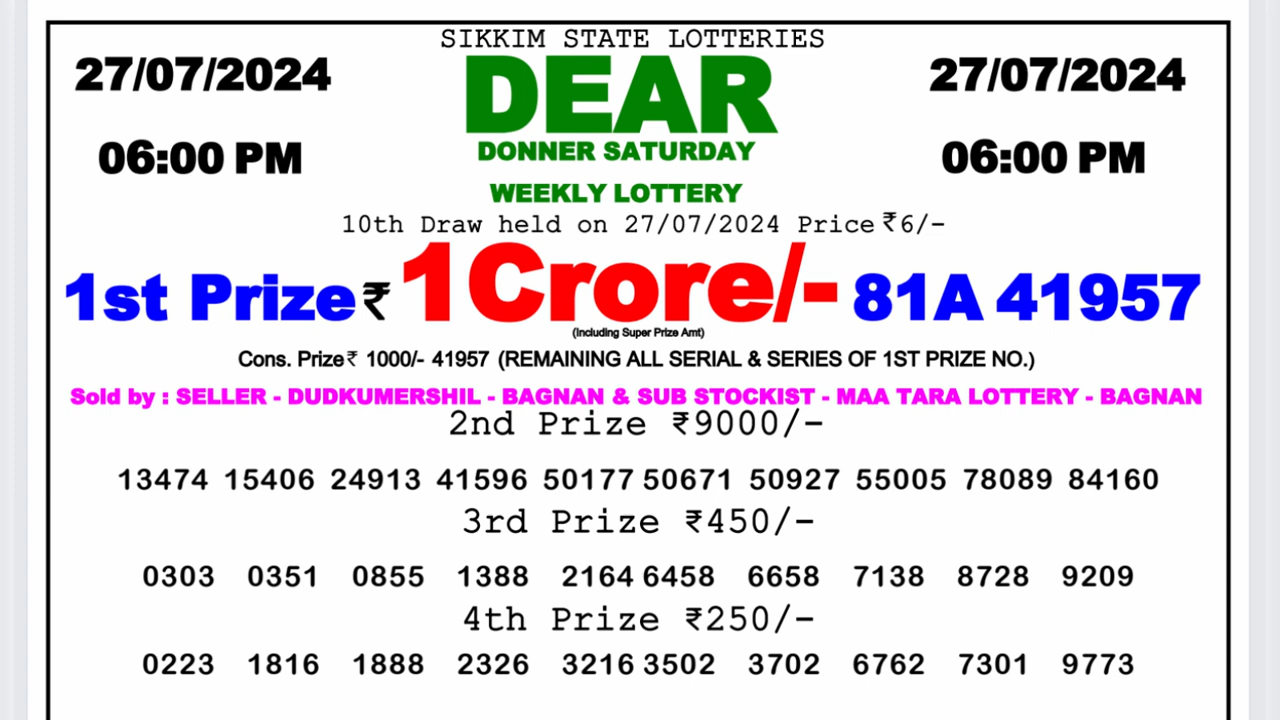 SIKKIM STATE LOTTERIES
27/07/2024 DEAR 27/07/2024
06:00 PM DONNER SATURDAY 06:00 PM
WEEKLY LOTTERY
10th Draw held on 27/07/2024 Price ₹6/-
1st Prize ₹ 1Crore/- 81A 41957
(Including Super Prize Amt)
Cons. Prize ₹ 1000/- 41957 (REMAINING ALL SERIAL & SERIES OF 1ST PRIZE NO.)
Sold by : SELLER - DUDKUMERSHIL - BAGNAN & SUB STOCKIST - MAA TARA LOTTERY - BAGNAN
2nd Prize ₹9000/-
13474 15406 24913 41596 50177 50671 50927 55005 78089 84160
3rd Prize ₹450/-
0303 0351 0855 1388 2164 6458 6658 7138 8728 9209
4th Prize ₹250/-
0223 1816 1888 2326 3216 3502 3702 6762 7301 9773